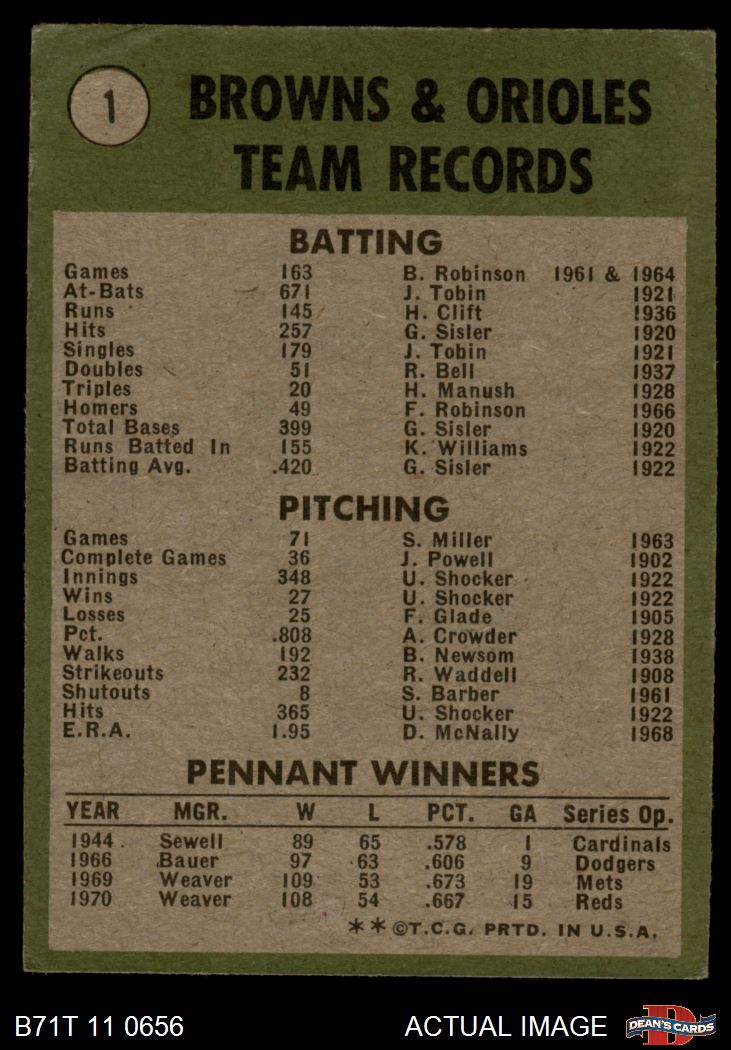 1
BROWNS & ORIOLES
TEAM RECORDS
BATTING
Games 163 B. Robinson 1961 & 1964
At-Bats 671 J. Tobin 1921
Runs 145 H. Clift 1936
Hits 257 G. Sisler 1920
Singles 179 J. Tobin 1921
Doubles 51 R. Bell 1937
Triples 20 H. Manush 1928
Homers 49 F. Robinson 1966
Total Bases 399 G. Sisler 1920
Runs Batted In 155 K. Williams 1922
Batting Avg. .420 G. Sisler 1922
PITCHING
Games 71 S. Miller 1963
Complete Games 36 J. Powell 1902
Innings 348 U. Shocker 1922
Wins 27 U. Shocker 1922
Losses 25 F. Glade 1905
Pct. .808 A. Crowder 1928
Walks 192 B. Newsom 1938
Strikeouts 232 R. Waddell 1908
Shutouts 8 S. Barber 1961
Hits 365 U. Shocker 1922
E.R.A. 1.95 D. McNally 1968
PENNANT WINNERS
YEAR MGR. W L PCT. GA Series Op.
1944 Sewell 89 65 .578 1 Cardinals
1966 Bauer 97 63 .606 9 Dodgers
1969 Weaver 109 53 .673 19 Mets
1970 Weaver 108 54 .667 15 Reds
**©T.C.G. PRTD. IN U.S.A.
B71T 11 0656 ACTUAL IMAGE DEAN'S CARDS